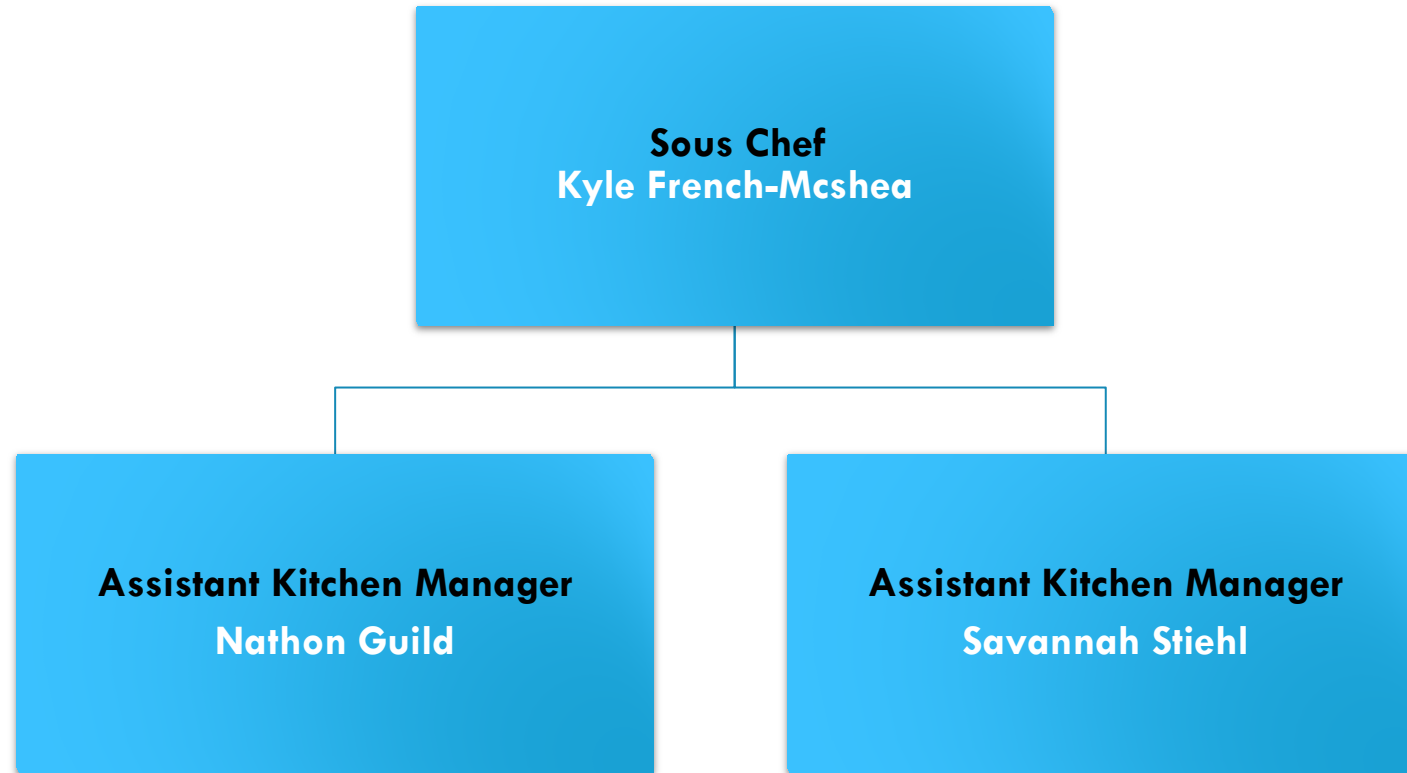 Sous Chef
Kyle French-Mcshea
Assistant Kitchen Manager
Nathon Guild
Assistant Kitchen Manager
Savannah Stiehl